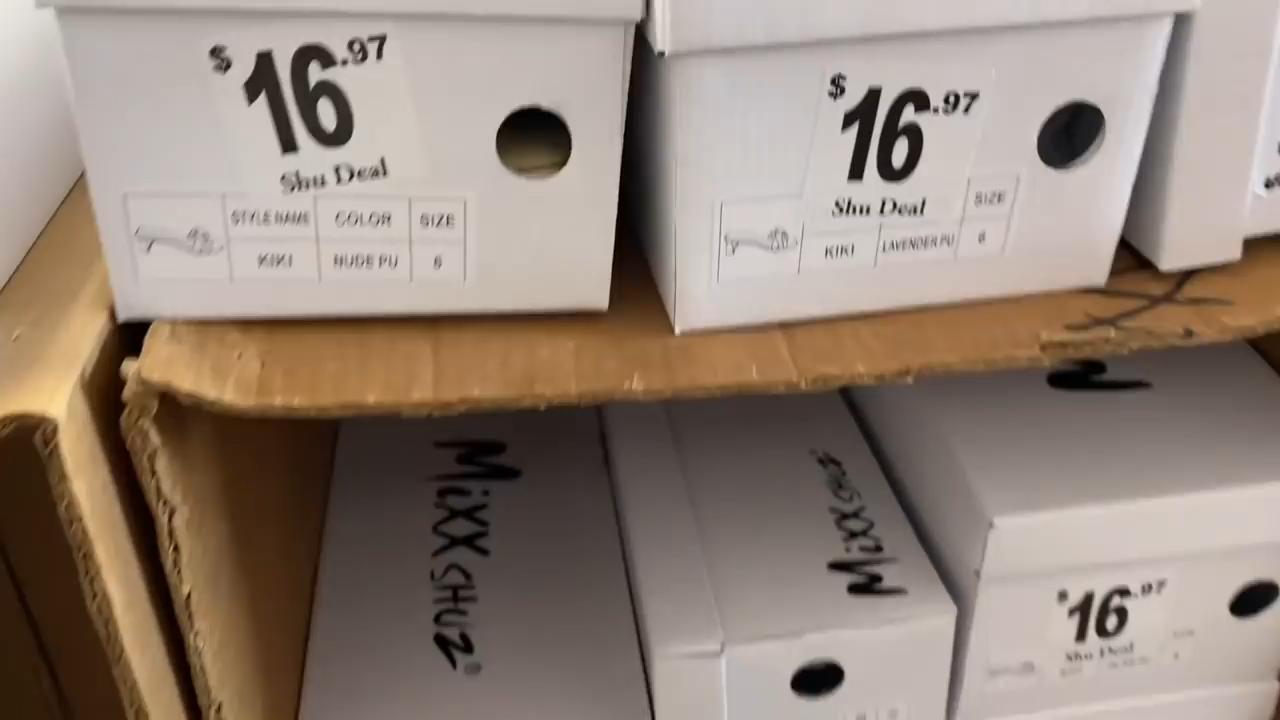 $16.97
Shu Deal
STYLE NAME COLOR SIZE
KIKI NUDE PU 6
$16.97
Shu Deal
SIZE
KIKI LAVENDER PU 6
MiXX SHUZ®
MiXX SHUZ
M
$16.97
Shu Deal